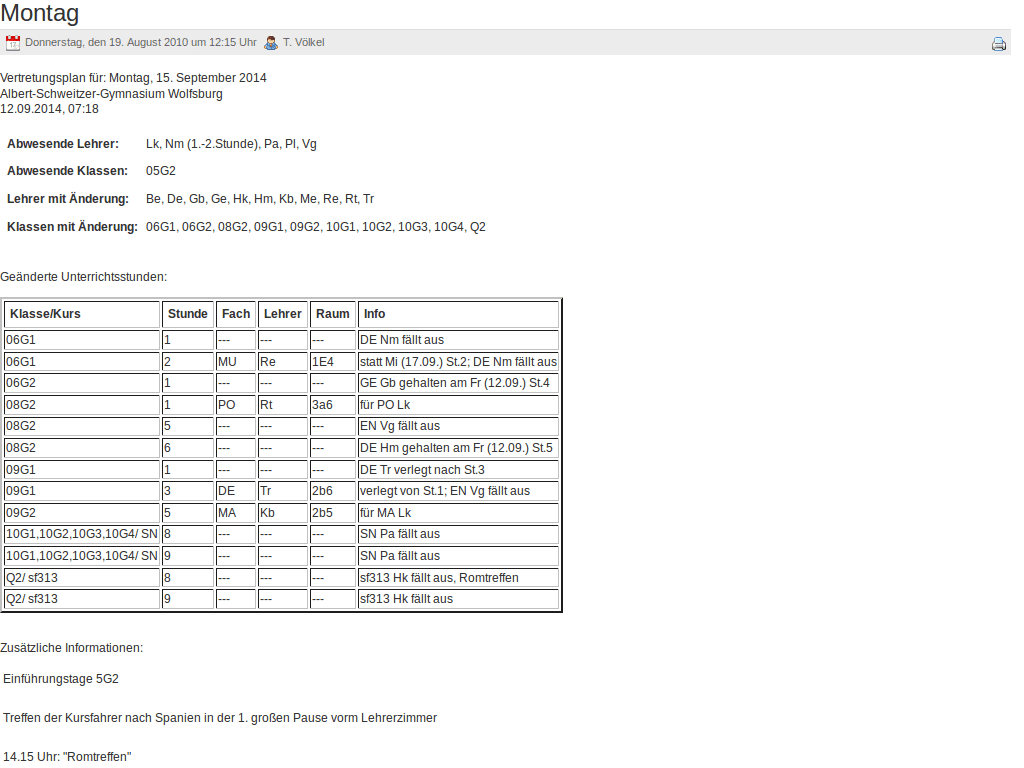 Montag
Donnerstag, den 19. August 2010 um 12:15 Uhr T. Völkel
Vertretungsplan für: Montag, 15. September 2014
Albert-Schweitzer-Gymnasium Wolfsburg
12.09.2014, 07:18
Abwesende Lehrer: Lk, Nm (1.-2.Stunde), Pa, Pl, Vg
Abwesende Klassen: 05G2
Lehrer mit Änderung: Be, De, Gb, Ge, Hk, Hm, Kb, Me, Re, Rt, Tr
Klassen mit Änderung: 06G1, 06G2, 08G2, 09G1, 09G2, 10G1, 10G2, 10G3, 10G4, Q2
Geänderte Unterrichtsstunden:
Klasse/Kurs Stunde Fach Lehrer Raum Info
06G1 1 --- --- --- DE Nm fällt aus
06G1 2 MU Re 1E4 statt Mi (17.09.) St.2; DE Nm fällt aus
06G2 1 --- --- --- GE Gb gehalten am Fr (12.09.) St.4
08G2 1 PO Rt 3a6 für PO Lk
08G2 5 --- --- --- EN Vg fällt aus
08G2 6 --- --- --- DE Hm gehalten am Fr (12.09.) St.5
09G1 1 --- --- --- DE Tr verlegt nach St.3
09G1 3 DE Tr 2b6 verlegt von St.1; EN Vg fällt aus
09G2 5 MA Kb 2b5 für MA Lk
10G1,10G2,10G3,10G4/ SN 8 --- --- --- SN Pa fällt aus
10G1,10G2,10G3,10G4/ SN 9 --- --- --- SN Pa fällt aus
Q2/ sf313 8 --- --- --- sf313 Hk fällt aus, Romtreffen
Q2/ sf313 9 --- --- --- sf313 Hk fällt aus
Zusätzliche Informationen:
Einführungstage 5G2
Treffen der Kursfahrer nach Spanien in der 1. großen Pause vorm Lehrerzimmer
14.15 Uhr: "Romtreffen"